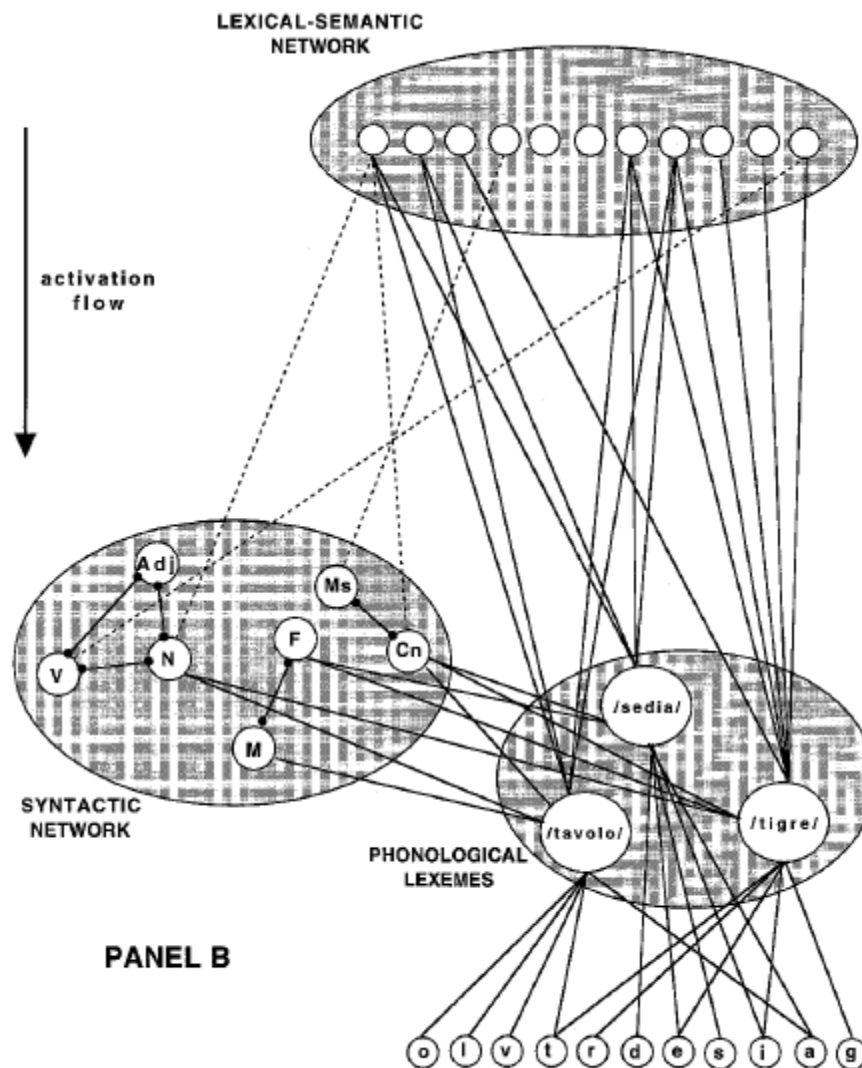 LEXICAL-SEMANTIC
NETWORK
activation
flow
Adj
Ms
F
Cn
V
N
M
/sedia/
SYNTACTIC
NETWORK
/tavolo/
/tigre/
PHONOLOGICAL
LEXEMES
PANEL B
o l v t r d e s i a g